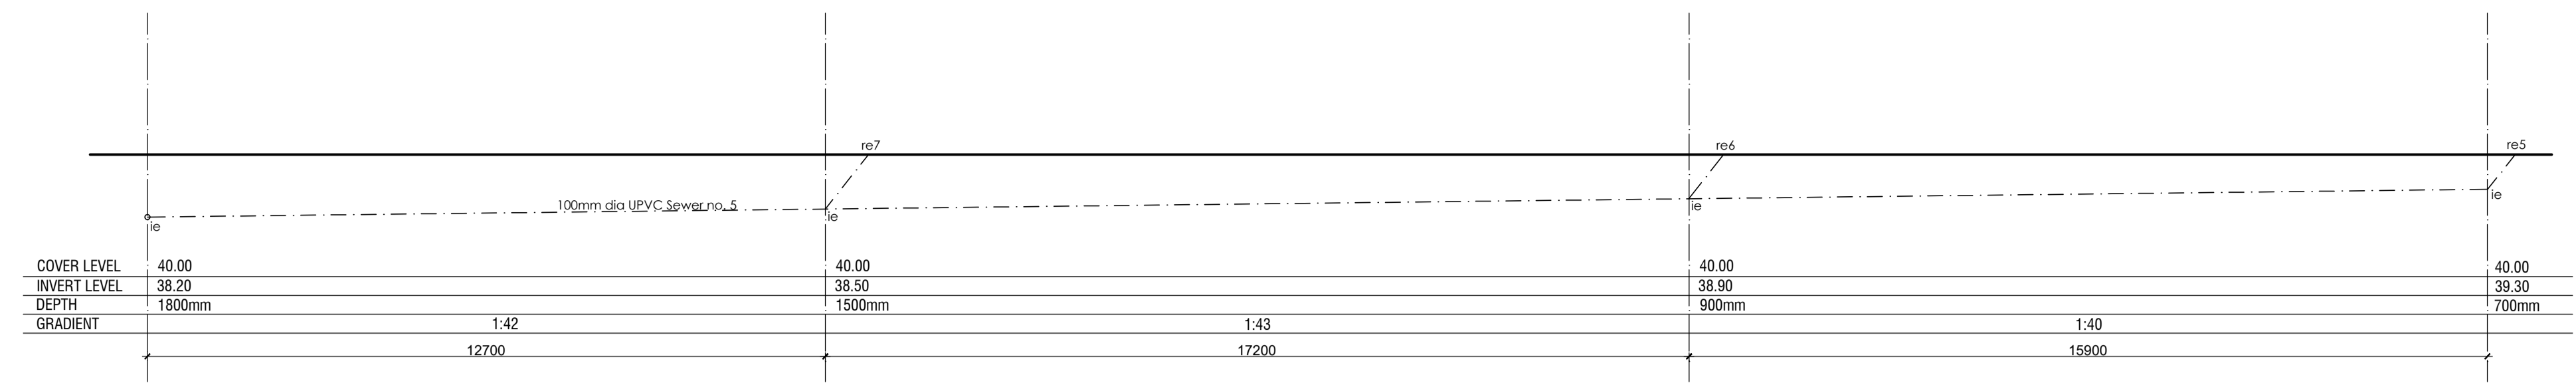 re7 re6 re5
100mm dia UPVC Sewer no. 5
ie ie ie ie
COVER LEVEL 40.00 40.00 40.00 40.00
INVERT LEVEL 38.20 38.50 38.90 39.30
DEPTH 1800mm 1500mm 900mm 700mm
GRADIENT 1:42 1:43 1:40
12700 17200 15900